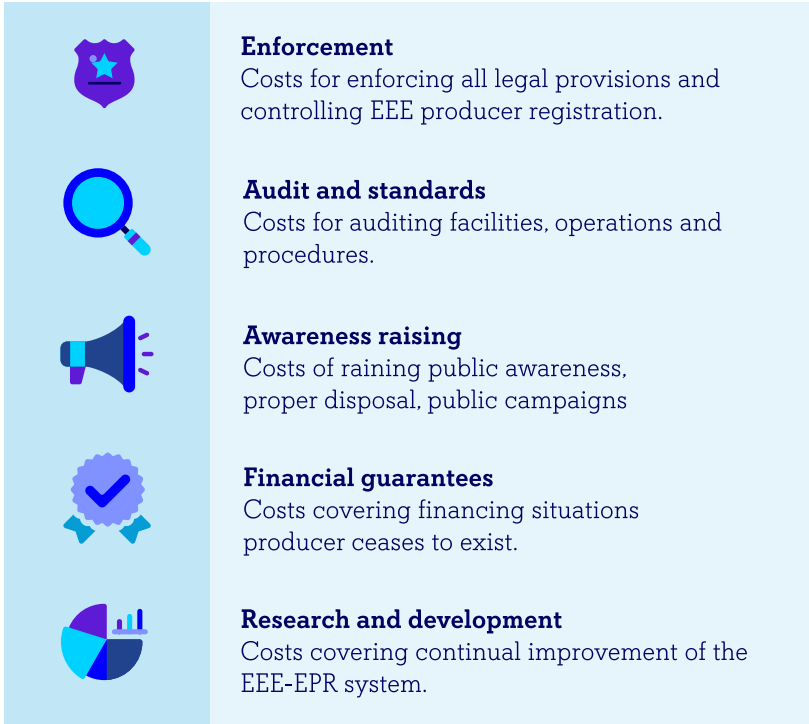 Enforcement
Costs for enforcing all legal provisions and
controlling EEE producer registration.
Audit and standards
Costs for auditing facilities, operations and
procedures.
Awareness raising
Costs of raining public awareness,
proper disposal, public campaigns
Financial guarantees
Costs covering financing situations
producer ceases to exist.
Research and development
Costs covering continual improvement of the
EEE-EPR system.